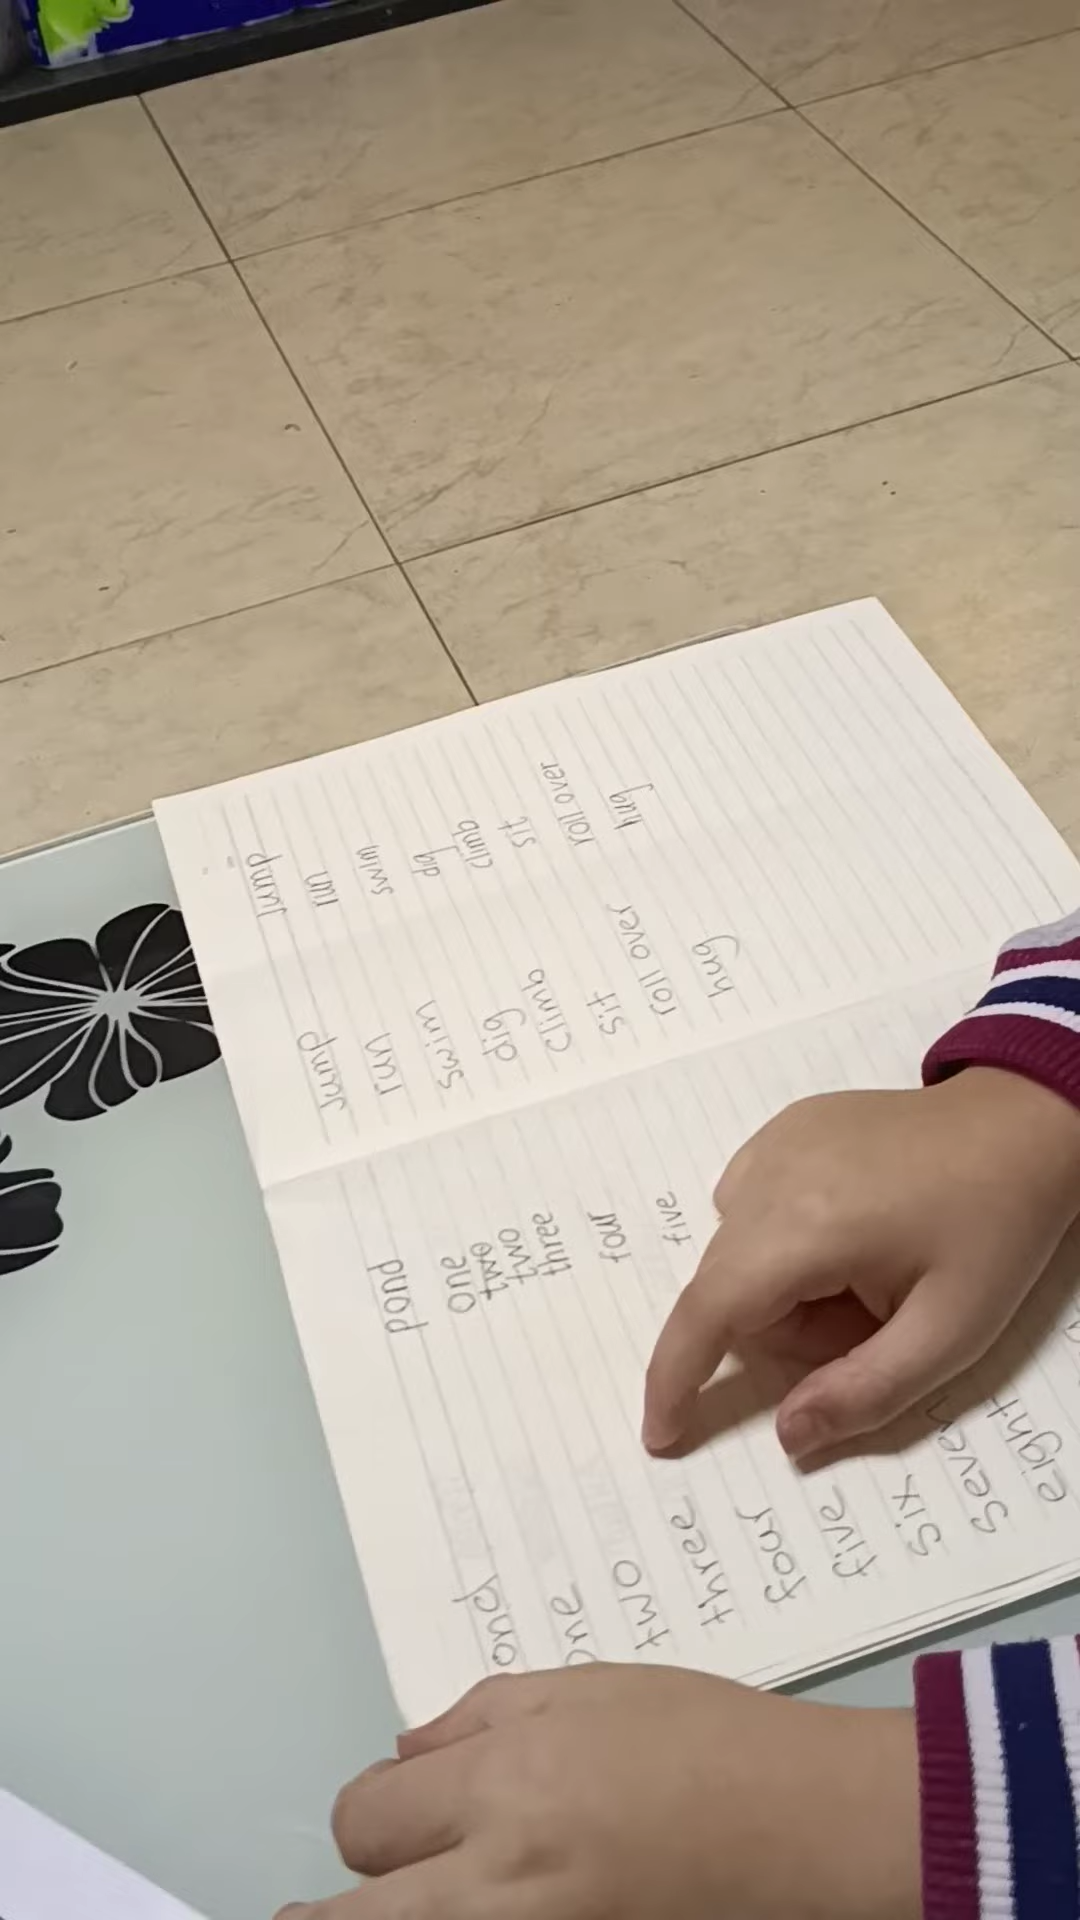 pond
one
two
three
four
five
six
seven
eight
pond
one
two
two
three
four
five
Jump
run
swim
dig
climb
sit
roll over
hug
Jump
run
swim
dig
climb
sit
roll over
hug